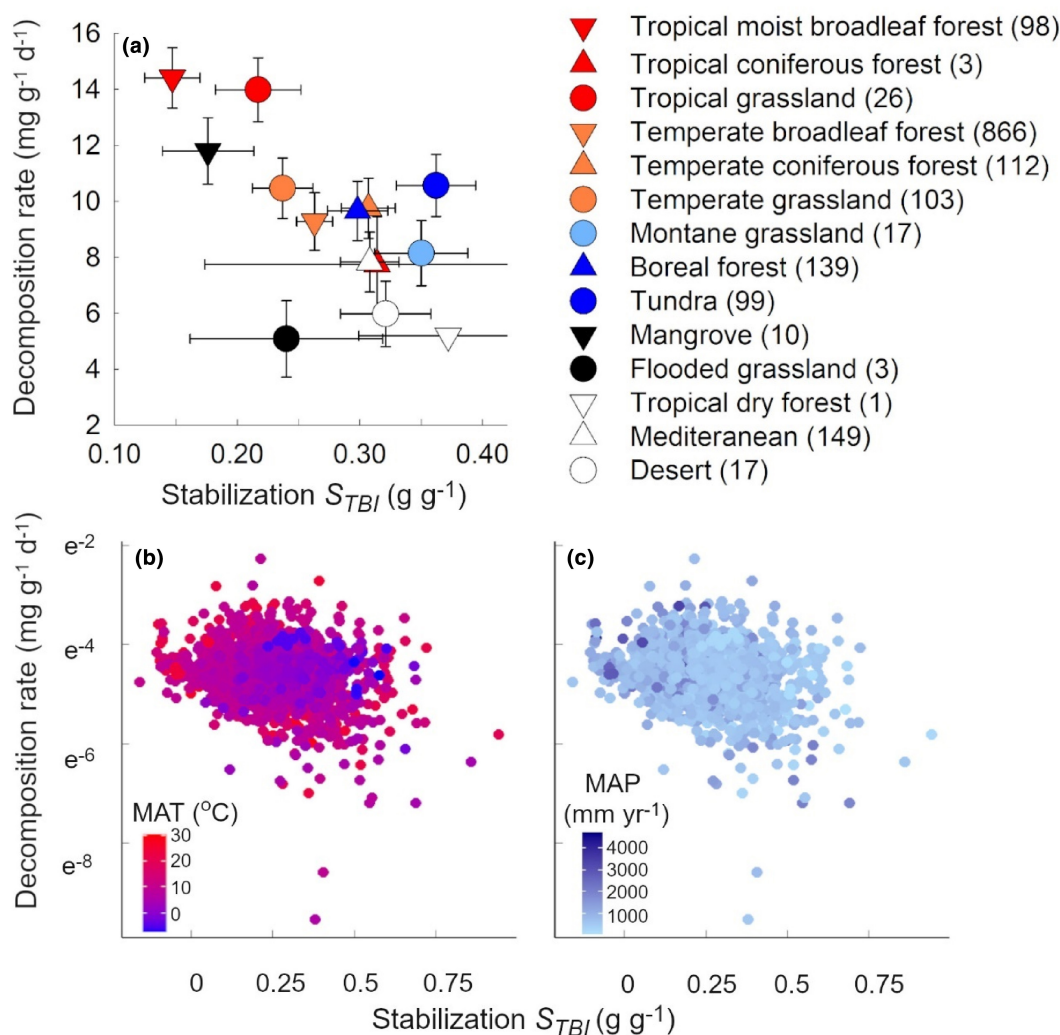 (a)
Decomposition rate (mg g⁻¹ d⁻¹)
16
14
12
10
8
6
4
2
0.10
0.20
0.30
0.40
Stabilization S_TBI (g g⁻¹)
Tropical moist broadleaf forest (98)
Tropical coniferous forest (3)
Tropical grassland (26)
Temperate broadleaf forest (866)
Temperate coniferous forest (112)
Temperate grassland (103)
Montane grassland (17)
Boreal forest (139)
Tundra (99)
Mangrove (10)
Flooded grassland (3)
Tropical dry forest (1)
Mediteranean (149)
Desert (17)
(b)
Decomposition rate (mg g⁻¹ d⁻¹)
e⁻²
e⁻⁴
e⁻⁶
e⁻⁸
MAT (°C)
30
20
10
0
0
0.25
0.5
0.75
(c)
MAP
(mm yr⁻¹)
4000
3000
2000
1000
0
0.25
0.5
0.75
Stabilization S_TBI (g g⁻¹)